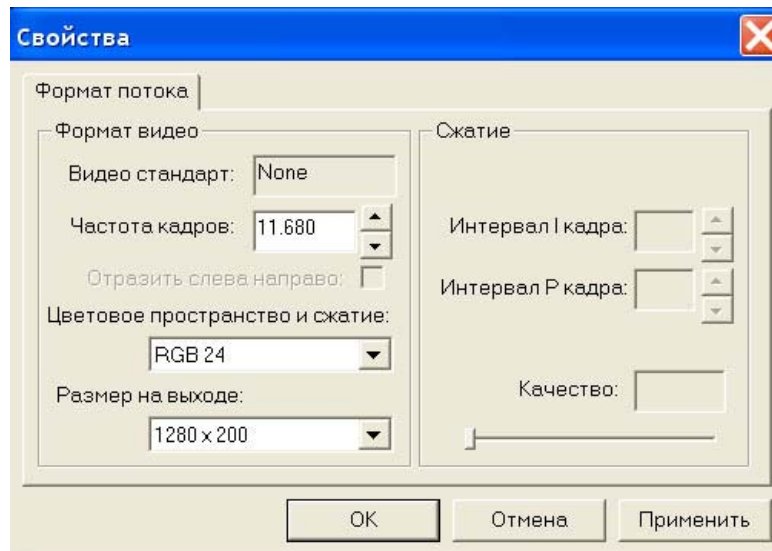 Свойства
Формат потока
Формат видео
Видео стандарт: None
Частота кадров: 11.680
Отразить слева направо:
Цветовое пространство и сжатие:
RGB 24
Размер на выходе:
1280 x 200
Сжатие
Интервал I кадра:
Интервал P кадра:
Качество:
OK
Отмена
Применить